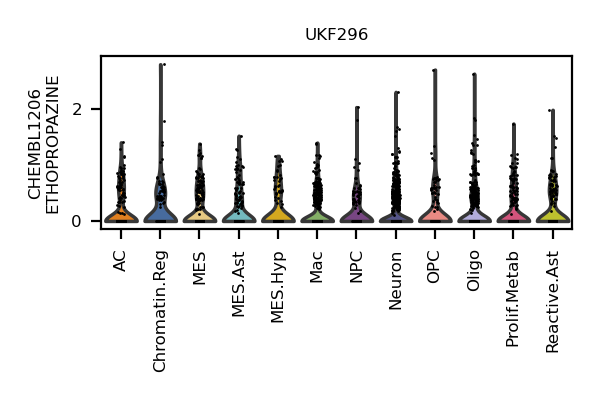 UKF296
CHEMBL1206
ETHOPROPAZINE
2
0
AC
Chromatin.Reg
MES
MES.Ast
MES.Hyp
Mac
NPC
Neuron
OPC
Oligo
Prolif.Metab
Reactive.Ast